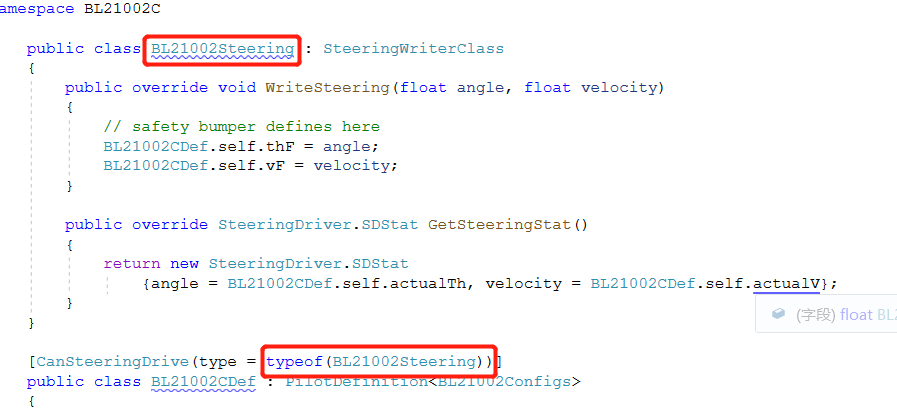 amespace BL21002C
public class BL21002Steering : SteeringWriterClass
{
public override void WriteSteering(float angle, float velocity)
{
// safety bumper defines here
BL21002CDef.self.thF = angle;
BL21002CDef.self.vF = velocity;
}
public override SteeringDriver.SDStat GetSteeringStat()
{
return new SteeringDriver.SDStat
{angle = BL21002CDef.self.actualTh, velocity = BL21002CDef.self.actualV};
}
(字段) float BL2
}
[CanSteeringDrive(type = typeof(BL21002Steering))]
public class BL21002CDef : PilotDefinition<BL21002Configs>
{